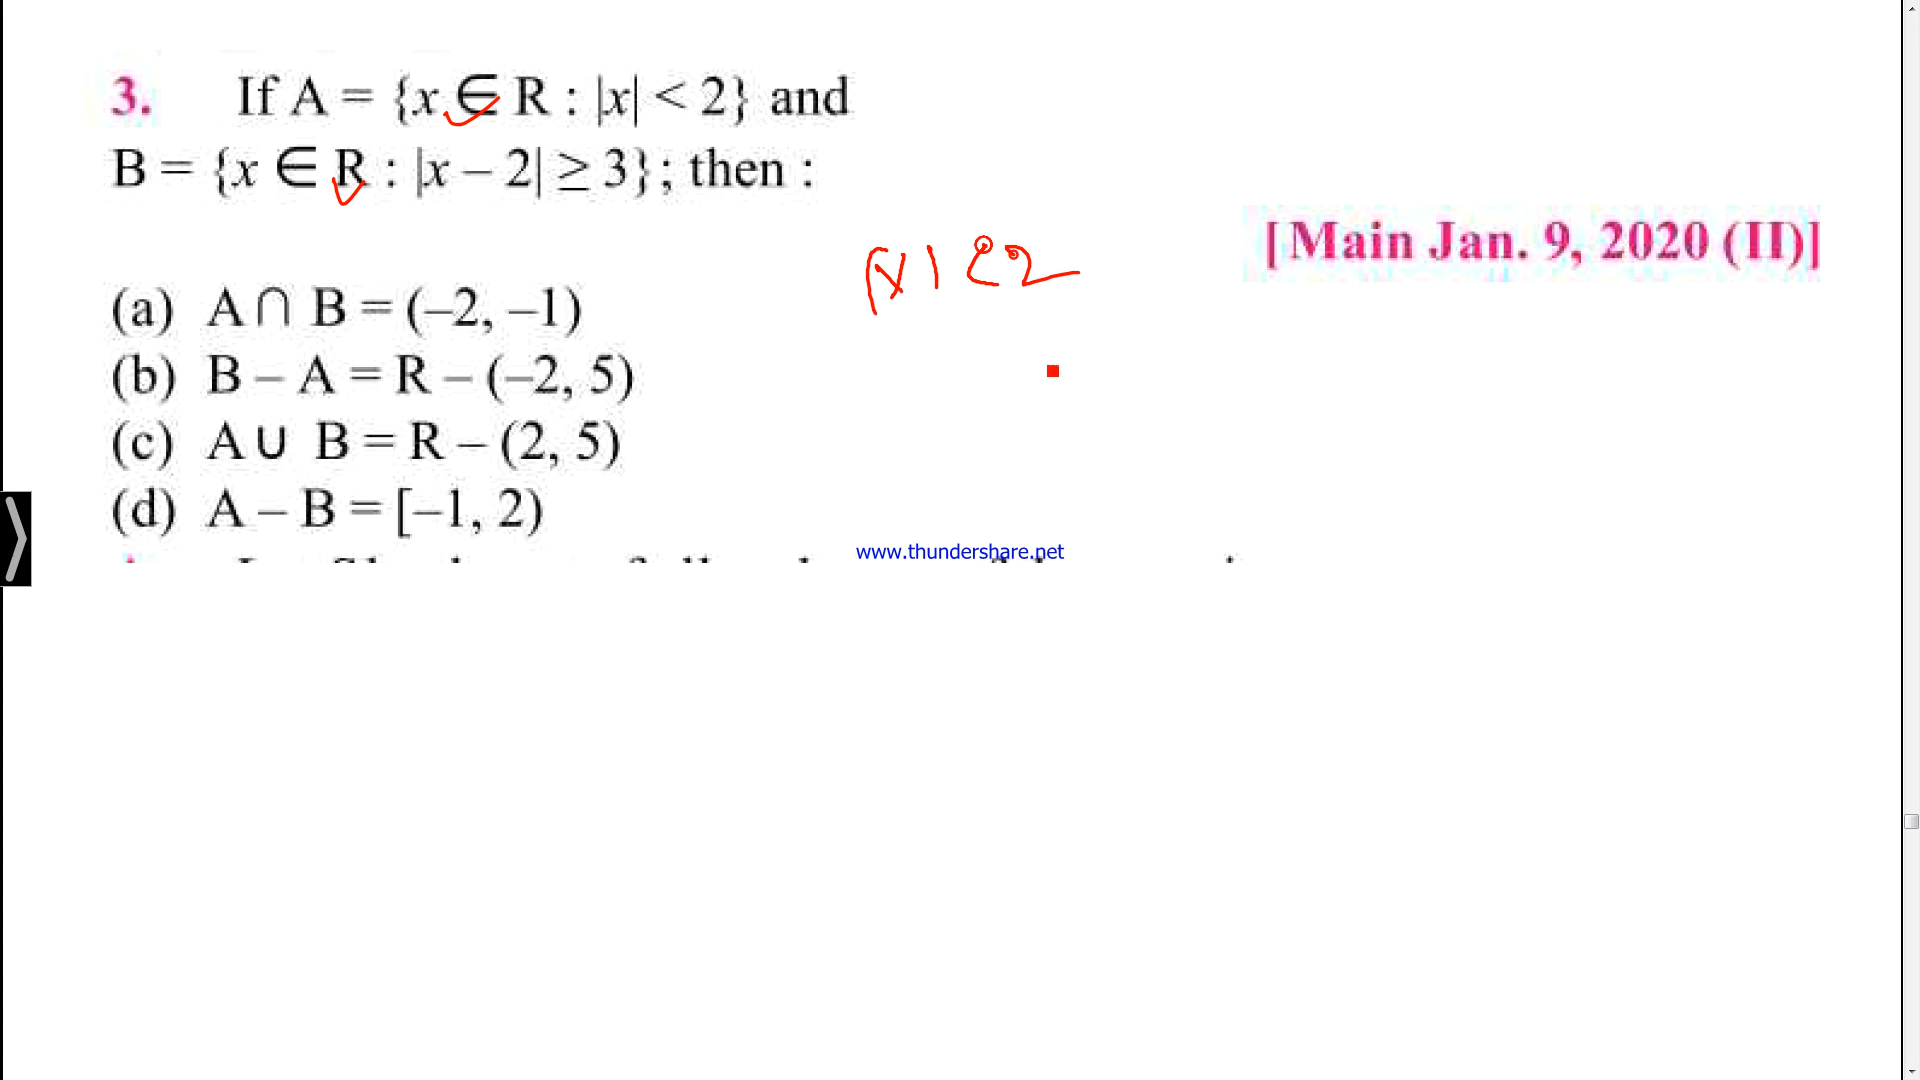 3. If A = {x ∈ R : |x| < 2} and
B = {x ∈ R : |x – 2| ≥ 3}; then :
[Main Jan. 9, 2020 (II)]
|x| < 2
(a) A ∩ B = (–2, –1)
(b) B – A = R – (–2, 5)
(c) A ∪ B = R – (2, 5)
(d) A – B = [–1, 2)
www.thundershare.net